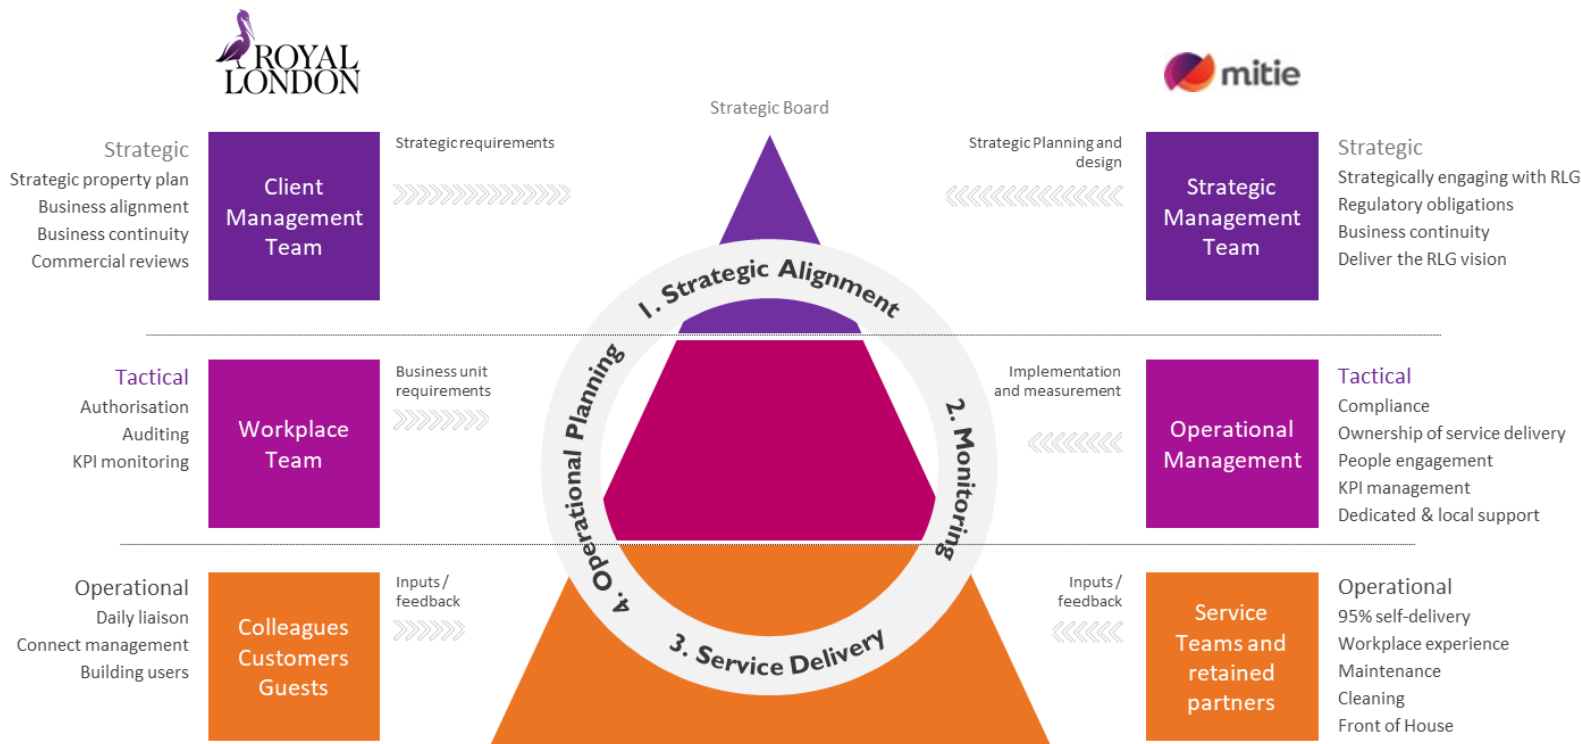 ROYAL
LONDON
mitie
Strategic Board
Strategic
Strategic property plan
Business alignment
Business continuity
Commercial reviews
Client
Management
Team
Strategic requirements
Strategic Planning and
design
Strategic
Management
Team
Strategic
Strategically engaging with RLG
Regulatory obligations
Business continuity
Deliver the RLG vision
1. Strategic Alignment
2. Monitoring
3. Service Delivery
4. Operational Planning
Tactical
Authorisation
Auditing
KPI monitoring
Workplace
Team
Business unit
requirements
Implementation
and measurement
Operational
Management
Tactical
Compliance
Ownership of service delivery
People engagement
KPI management
Dedicated & local support
Operational
Daily liaison
Connect management
Building users
Colleagues
Customers
Guests
Inputs /
feedback
Inputs /
feedback
Service
Teams and
retained
partners
Operational
95% self-delivery
Workplace experience
Maintenance
Cleaning
Front of House